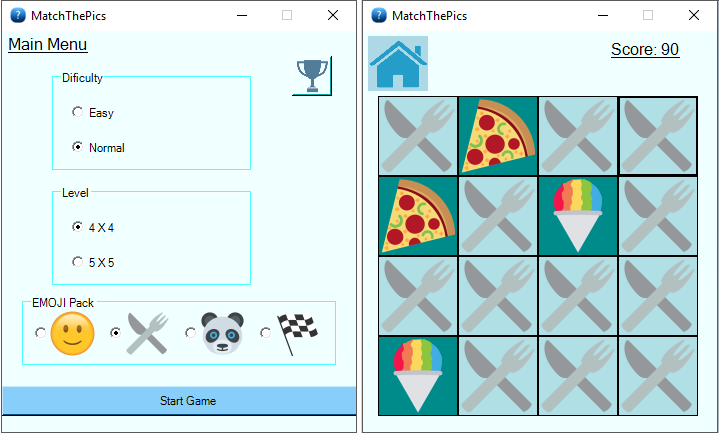 MatchThePics
Main Menu
Dificulty
Easy
Normal
Level
4 X 4
5 X 5
EMOJI Pack
Start Game
MatchThePics
Score: 90